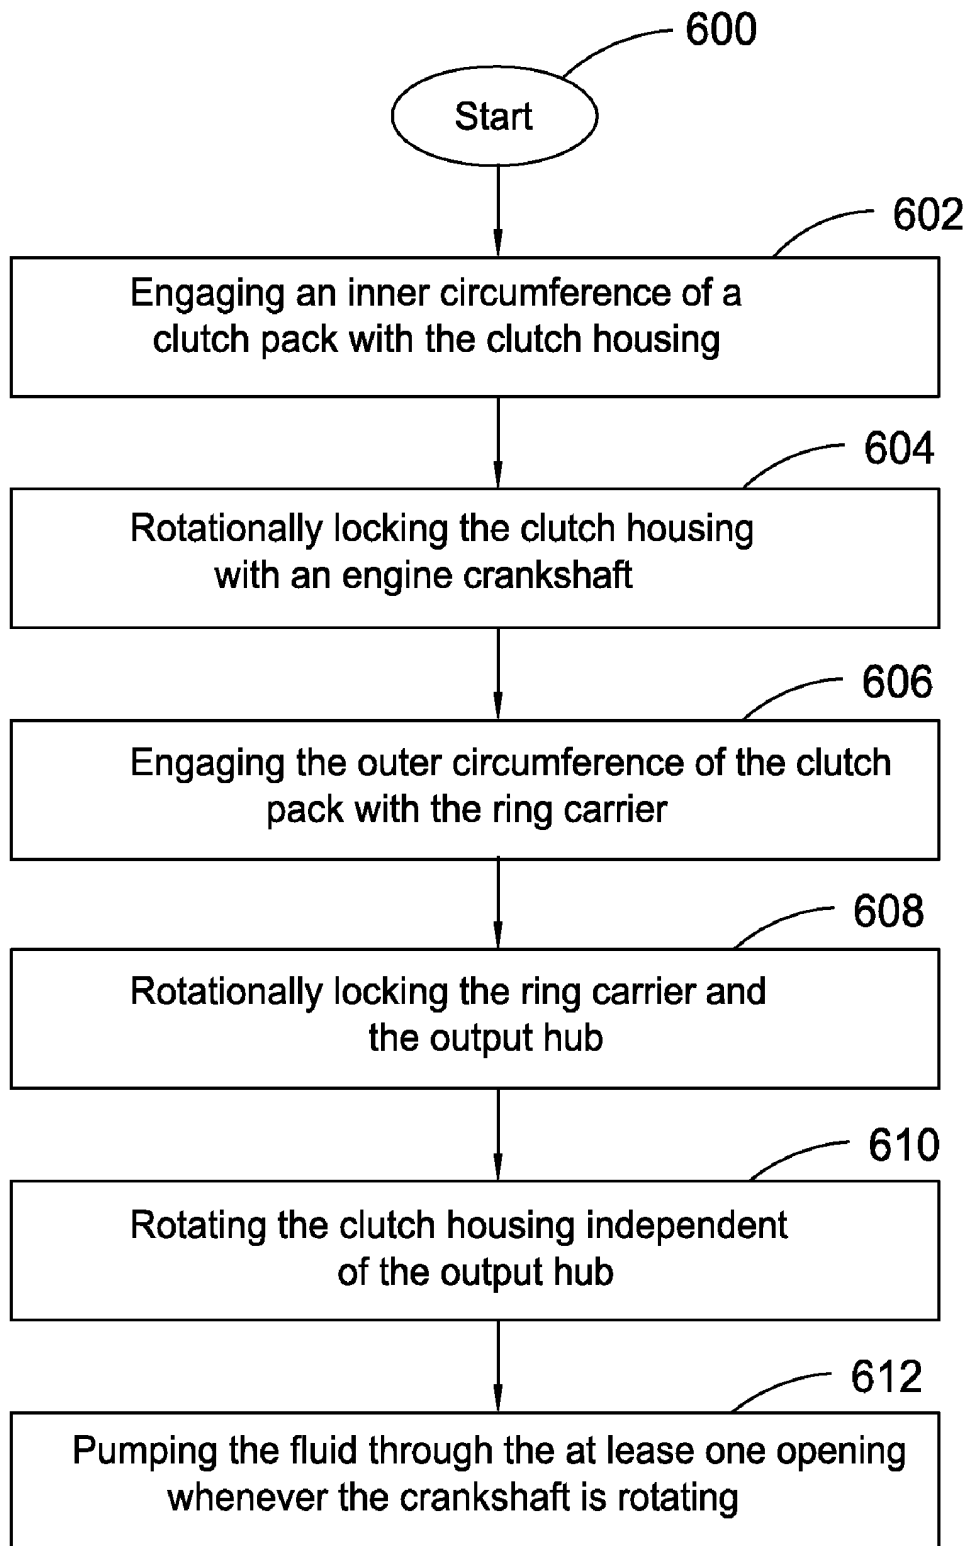 600
Start
602
Engaging an inner circumference of a
clutch pack with the clutch housing
604
Rotationally locking the clutch housing
with an engine crankshaft
606
Engaging the outer circumference of the clutch
pack with the ring carrier
608
Rotationally locking the ring carrier and
the output hub
610
Rotating the clutch housing independent
of the output hub
612
Pumping the fluid through the at lease one opening
whenever the crankshaft is rotating